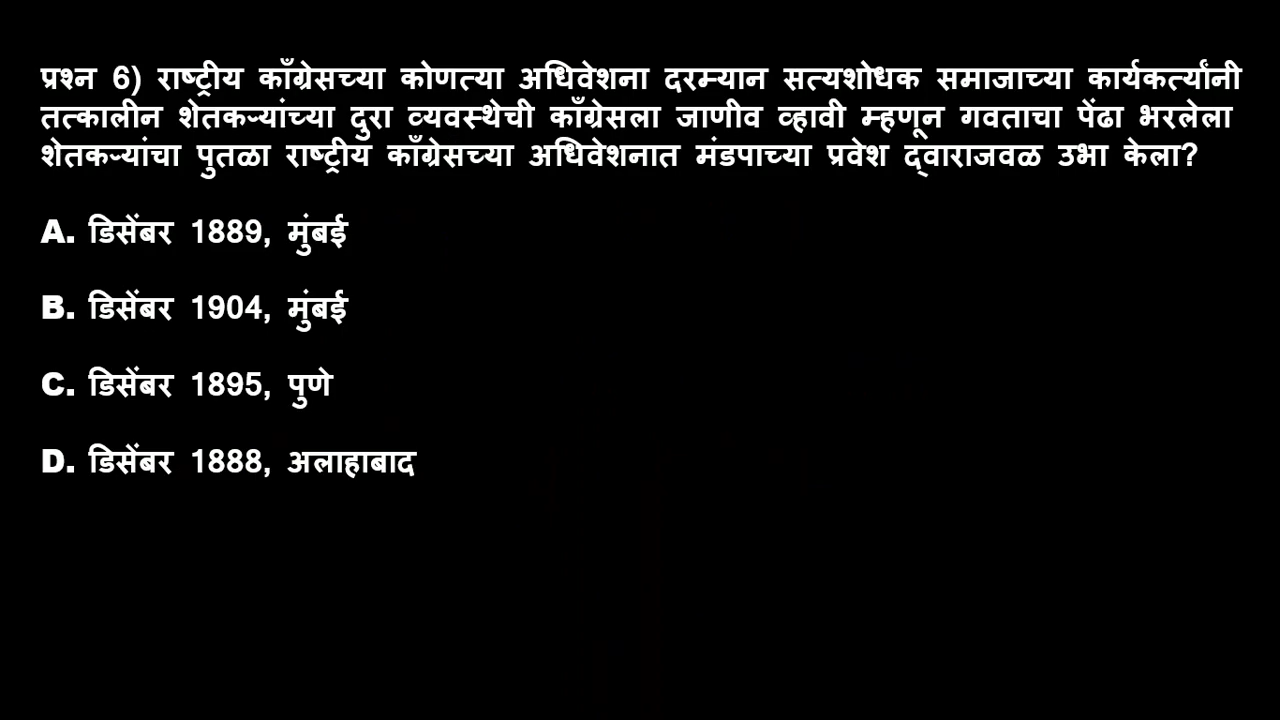 प्रश्न 6) राष्ट्रीय काँग्रेसच्या कोणत्या अधिवेशना दरम्यान सत्यशोधक समाजाच्या कार्यकर्त्यांनी
तत्कालीन शेतकऱ्यांच्या दुरा व्यवस्थेची काँग्रेसला जाणीव व्हावी म्हणून गवताचा पेंढा भरलेला
शेतकऱ्यांचा पुतळा राष्ट्रीय काँग्रेसच्या अधिवेशनात मंडपाच्या प्रवेश द्वाराजवळ उभा केला?
A. डिसेंबर 1889, मुंबई
B. डिसेंबर 1904, मुंबई
C. डिसेंबर 1895, पुणे
D. डिसेंबर 1888, अलाहाबाद